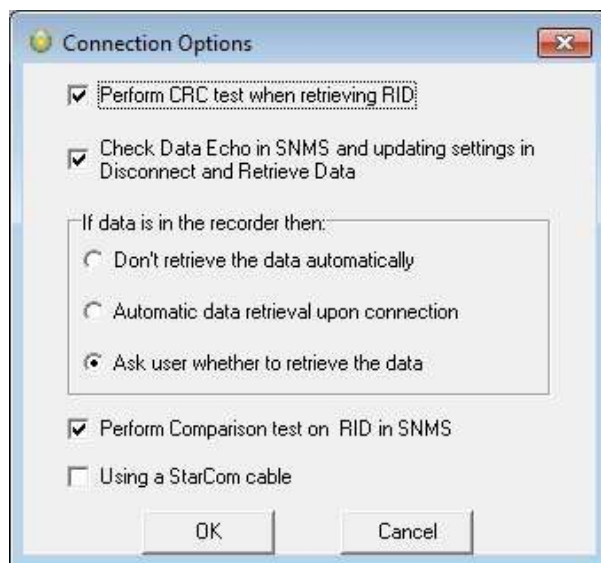 Connection Options
Perform CRC test when retrieving RID
Check Data Echo in SNMS and updating settings in
Disconnect and Retrieve Data
If data is in the recorder then:
Don't retrieve the data automatically
Automatic data retrieval upon connection
Ask user whether to retrieve the data
Perform Comparison test on RID in SNMS
Using a StarCom cable
OK Cancel